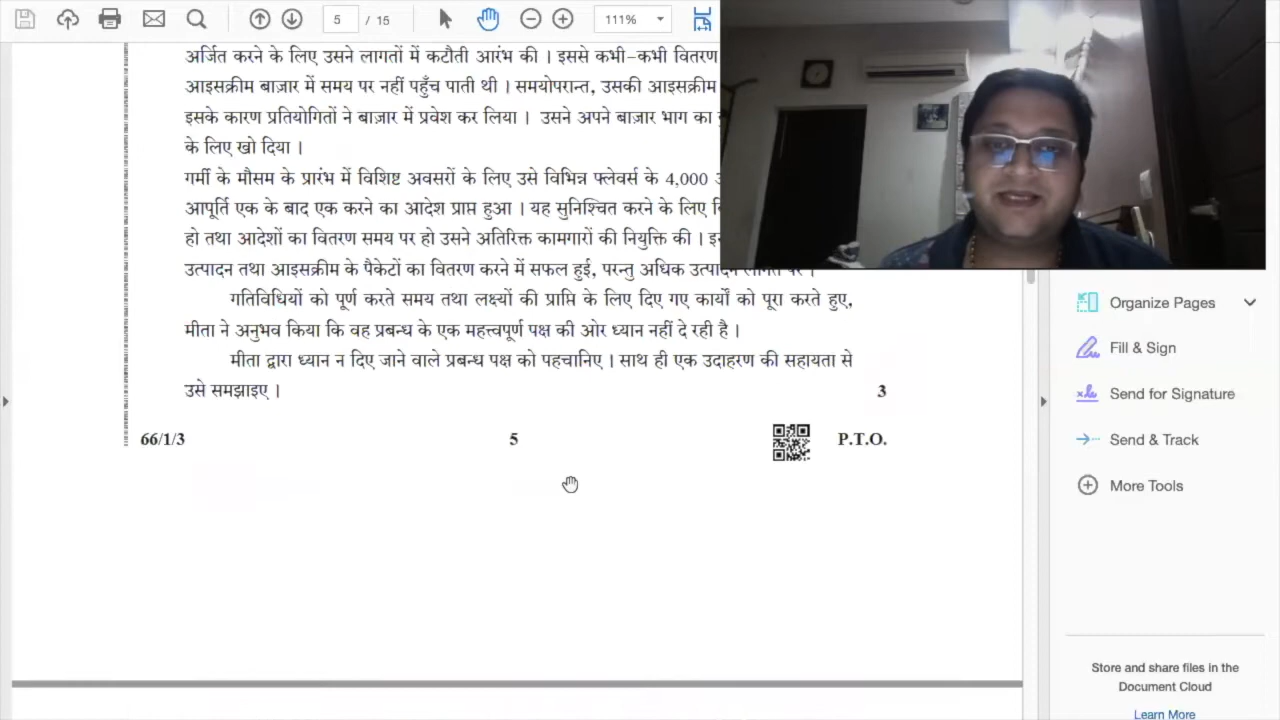 5 / 15
111%
अर्जित करने के लिए उसने लागतों में कटौती आरंभ की । इससे कभी-कभी वितरण
आइसक्रीम बाज़ार में समय पर नहीं पहुँच पाती थी । समयोपरान्त, उसकी आइसक्रीम
इसके कारण प्रतियोगितों ने बाज़ार में प्रवेश कर लिया । उसने अपने बाज़ार भाग का
के लिए खो दिया ।
गर्मी के मौसम के प्रारंभ में विशिष्ट अवसरों के लिए उसे विभिन्न फ्लेवर्स के 4,000
आपूर्ति एक के बाद एक करने का आदेश प्राप्त हुआ । यह सुनिश्चित करने के लिए
हो तथा आदेशों का वितरण समय पर हो उसने अतिरिक्त कामगारों की नियुक्ति की ।
उत्पादन तथा आइसक्रीम के पैकेटों का वितरण करने में सफल हुई, परन्तु अधिक उत्पादन लागत पर ।
गतिविधियों को पूर्ण करते समय तथा लक्ष्यों की प्राप्ति के लिए दिए गए कार्यों को पूरा करते हुए,
मीता ने अनुभव किया कि वह प्रबन्ध के एक महत्त्वपूर्ण पक्ष की ओर ध्यान नहीं दे रही है ।
मीता द्वारा ध्यान न दिए जाने वाले प्रबन्ध पक्ष को पहचानिए । साथ ही एक उदाहरण की सहायता से
उसे समझाइए । 3
66/1/3 5 P.T.O.
Organize Pages
Fill & Sign
Send for Signature
Send & Track
More Tools
Store and share files in the
Document Cloud
Learn More